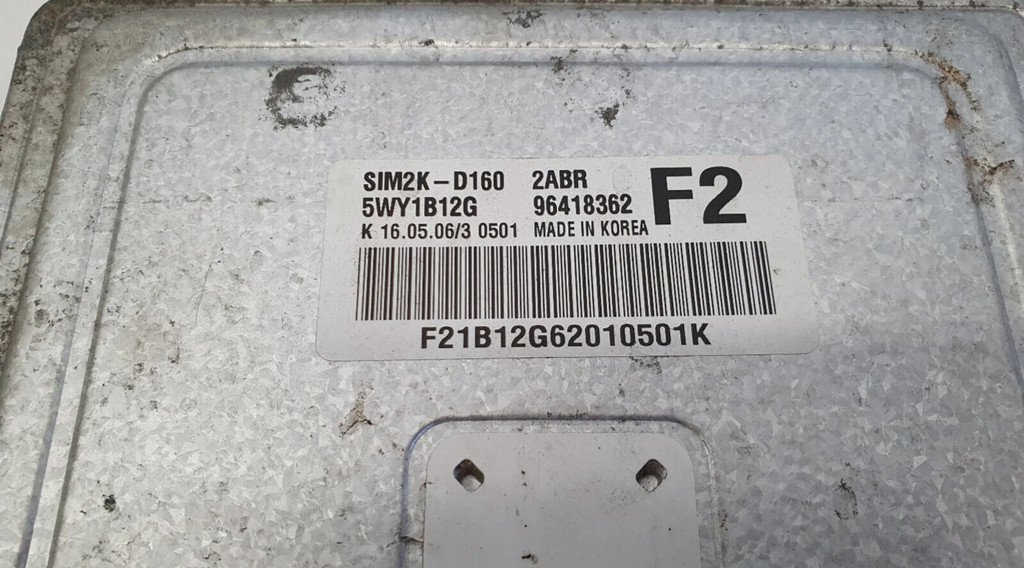 SIM2K-D160 2ABR F2
5WY1B12G 96418362
K 16.05.06/3 0501 MADE IN KOREA
F21B12G62010501K